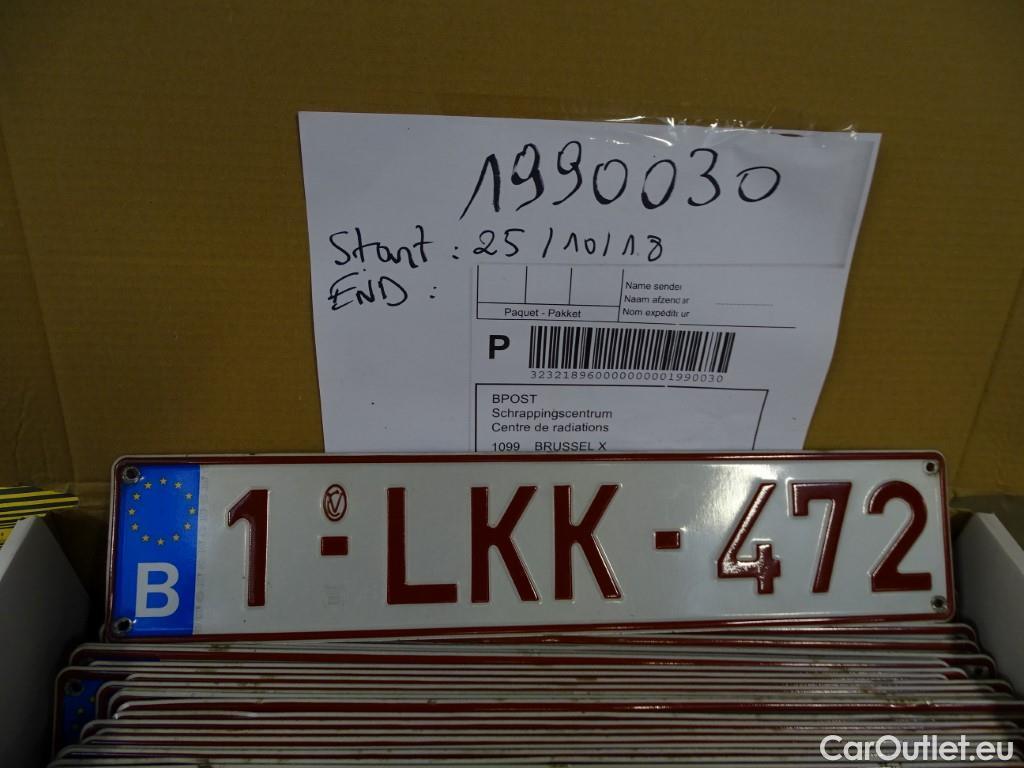 1990030
Start: 25/10/18
END:
Name sender
Naam afzender
Paquet - Pakket
Nom expéditeur
P
323218960000000001990030
BPOST
Schrappingscentrum
Centre de radiations
1099 BRUSSEL X
B 1-LKK-472
CarOutlet.eu